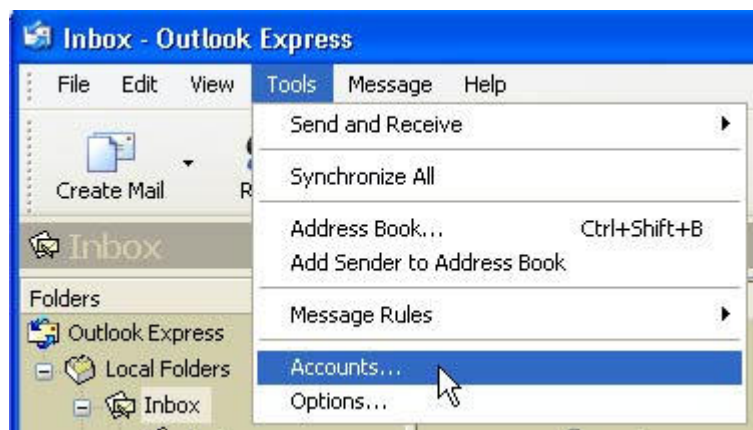 Inbox - Outlook Express
File Edit View Tools Message Help
Send and Receive
Create Mail
Synchronize All
Address Book... Ctrl+Shift+B
Inbox
Add Sender to Address Book
Folders
Message Rules
Outlook Express
Local Folders
Accounts...
Inbox
Options...